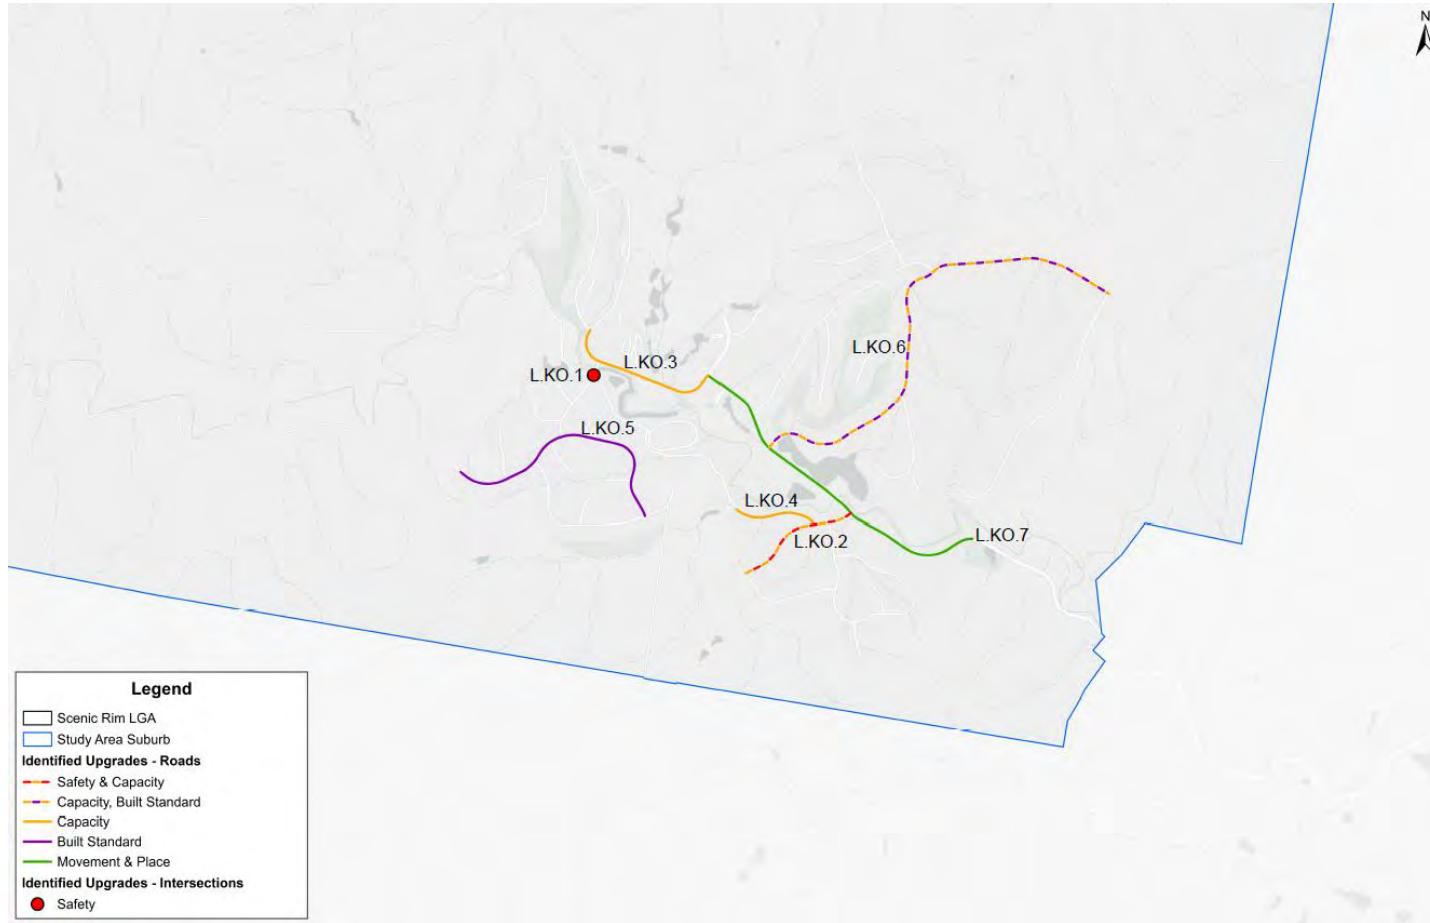 N
L.KO.6
L.KO.3
L.KO.1
L.KO.5
L.KO.4
L.KO.7
L.KO.2
Legend
Scenic Rim LGA
Study Area Suburb
Identified Upgrades - Roads
Safety & Capacity
Capacity, Built Standard
Capacity
Built Standard
Movement & Place
Identified Upgrades - Intersections
Safety